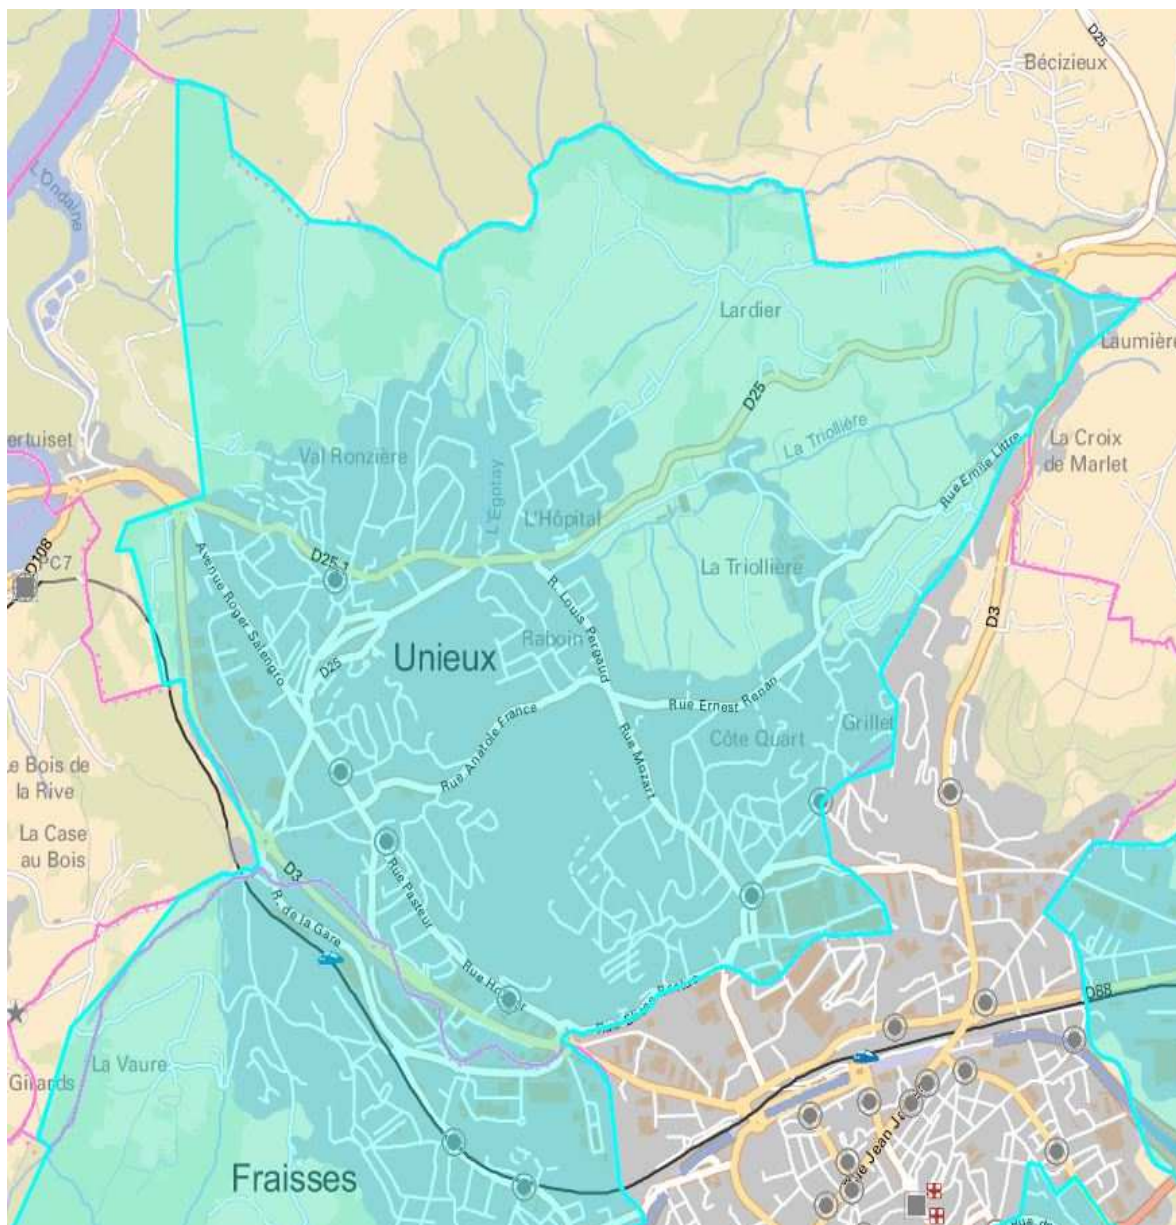 D25
Bécizieux
L'Ondaine
Lardier
Laumière
D25
La Triollière
Rue Emile Littre
La Croix
de Marlet
ertuiset
Val Ronzière
L'Egotay
L'Hôpital
D108
PC7
Avenue Roger Salengro
D25 1
La Triollière
R. Louis Pergaud
Raboin
Unieux
D25
D3
Rue Ernest Renan
Rue Anatole France
Grillet
Côte Quart
Rue Mozart
e Bois de
la Rive
La Case
au Bois
D3
Rue Pasteur
R. de la Gare
D88
La Vaure
Girards
Fraisses